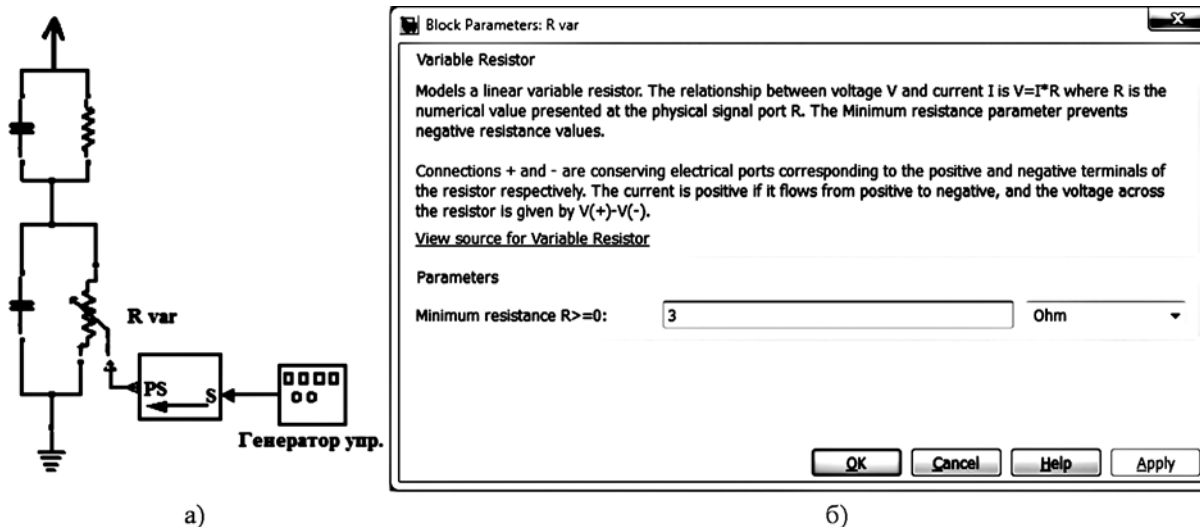 R var
PS
S
Генератор упр.
а)
Block Parameters: R var
X
Variable Resistor
Models a linear variable resistor. The relationship between voltage V and current I is V=I*R where R is the
numerical value presented at the physical signal port R. The Minimum resistance parameter prevents
negative resistance values.
Connections + and - are conserving electrical ports corresponding to the positive and negative terminals of
the resistor respectively. The current is positive if it flows from positive to negative, and the voltage across
the resistor is given by V(+)-V(-).
View source for Variable Resistor
Parameters
Minimum resistance R>=0: 3 Ohm
OK Cancel Help Apply
б)